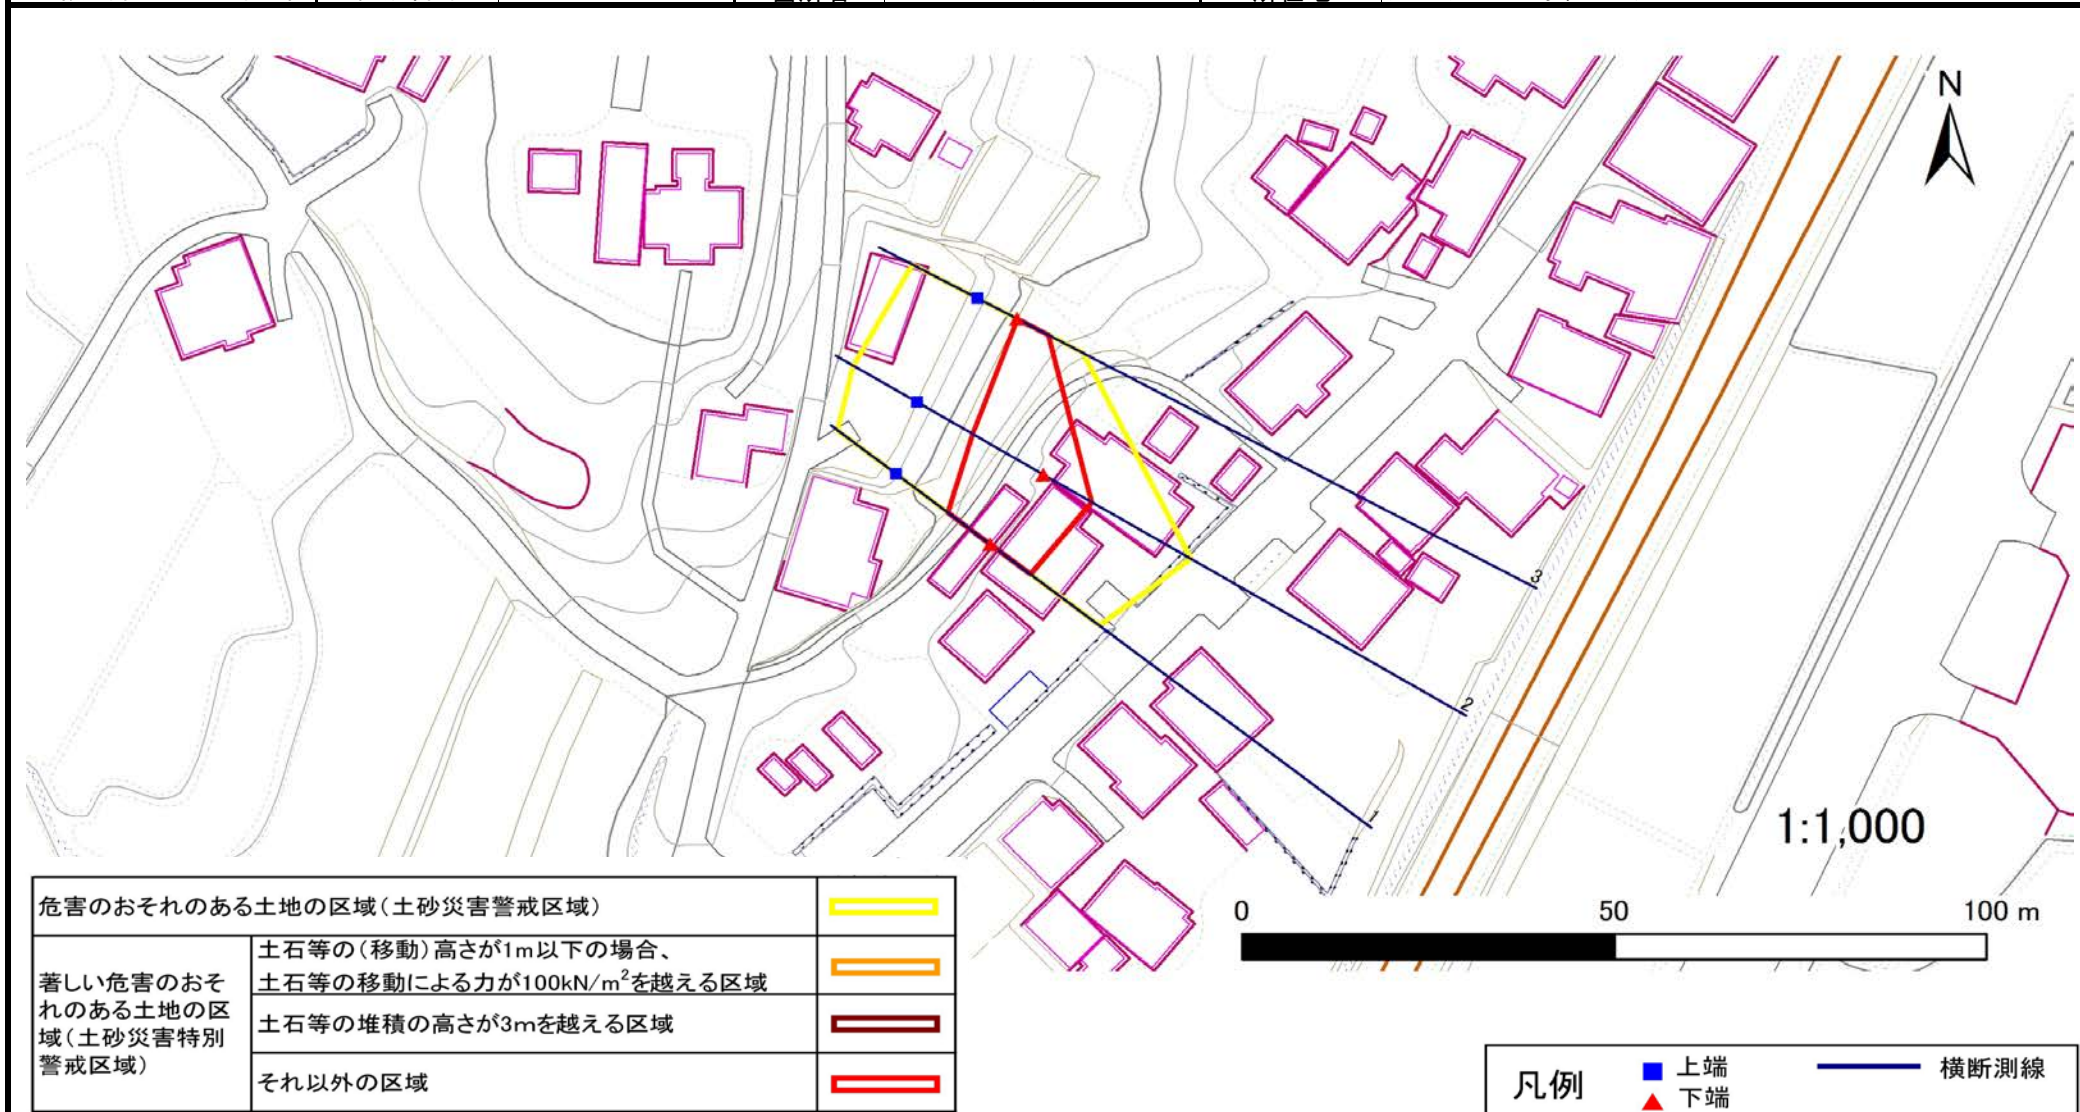 N
3
2
1
1:1,000
0 50 100 m
危害のおそれのある土地の区域(土砂災害警戒区域)
著しい危害のおそ
れのある土地の区
域(土砂災害特別
警戒区域)
土石等の(移動)高さが1m以下の場合、
土石等の移動による力が100kN/m²を越える区域
土石等の堆積の高さが3mを越える区域
それ以外の区域
凡例
上端
下端
横断測線